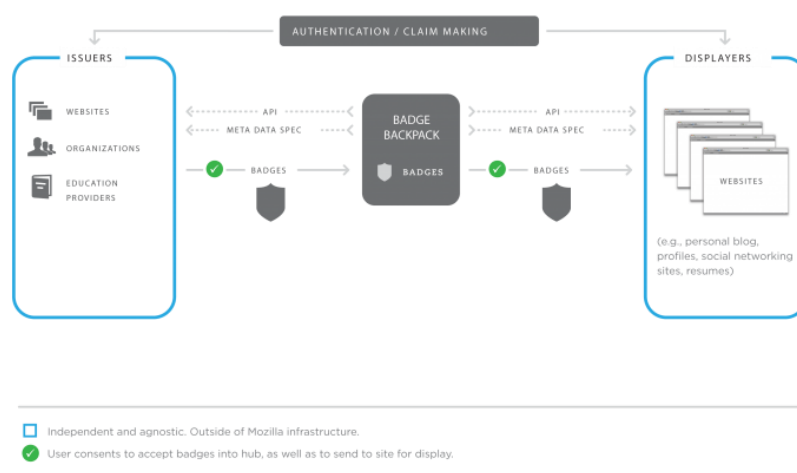 AUTHENTICATION / CLAIM MAKING
ISSUERS
WEBSITES
ORGANIZATIONS
EDUCATION
PROVIDERS
API
META DATA SPEC
BADGES
BADGE
BACKPACK
BADGES
API
META DATA SPEC
BADGES
DISPLAYERS
WEBSITES
(e.g., personal blog,
profiles, social networking
sites, resumes)
Independent and agnostic. Outside of Mozilla infrastructure.
User consents to accept badges into hub, as well as to send to site for display.